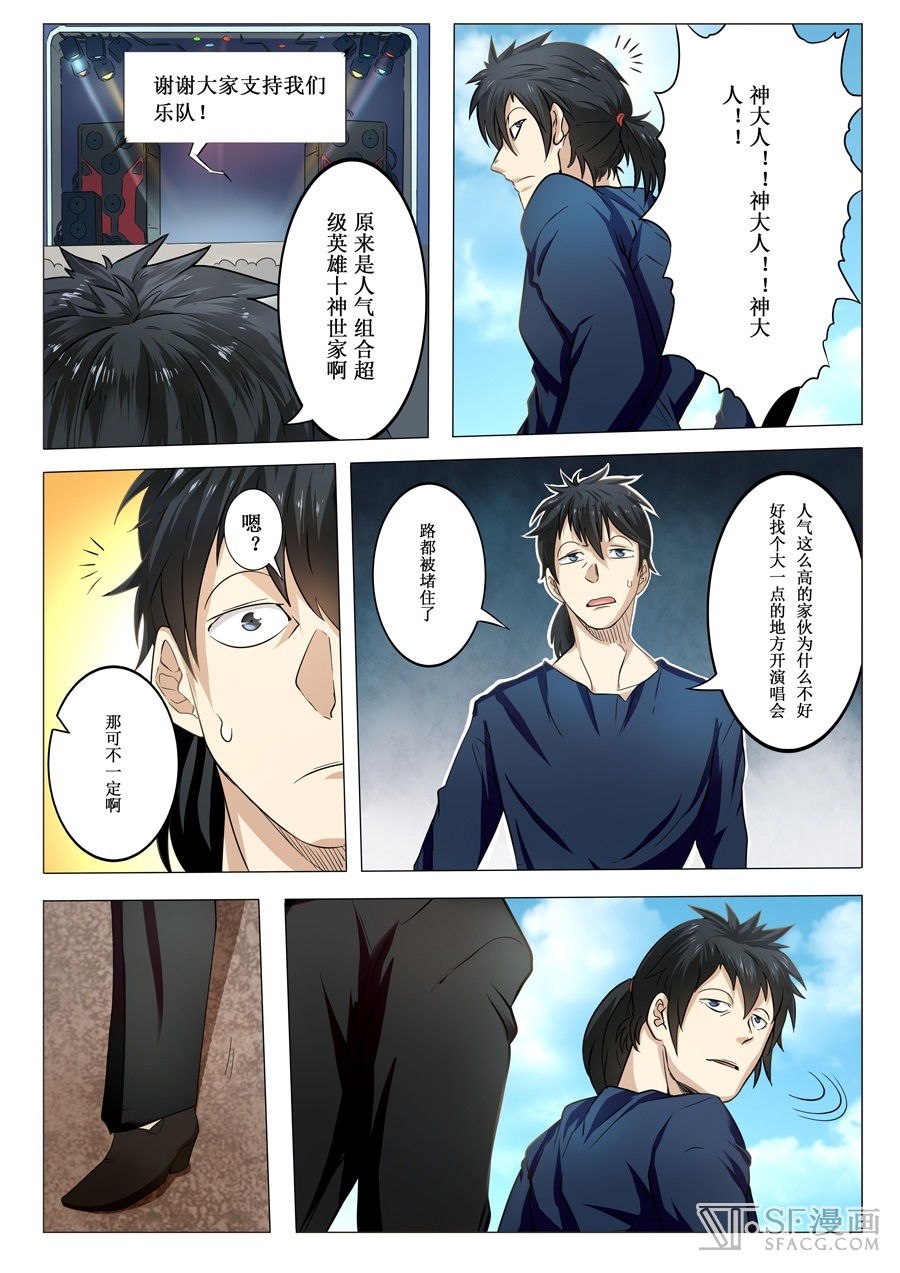 神大人！！神大人！！神大
人！！
谢谢大家支持我们
乐队！
原来是人气组合超
级英雄十神世家啊
人气这么高的家伙为什么不好
好找个大一点的地方开演唱会
路都被堵住了
嗯？
那可不一定啊
SF漫画
SFACG.COM